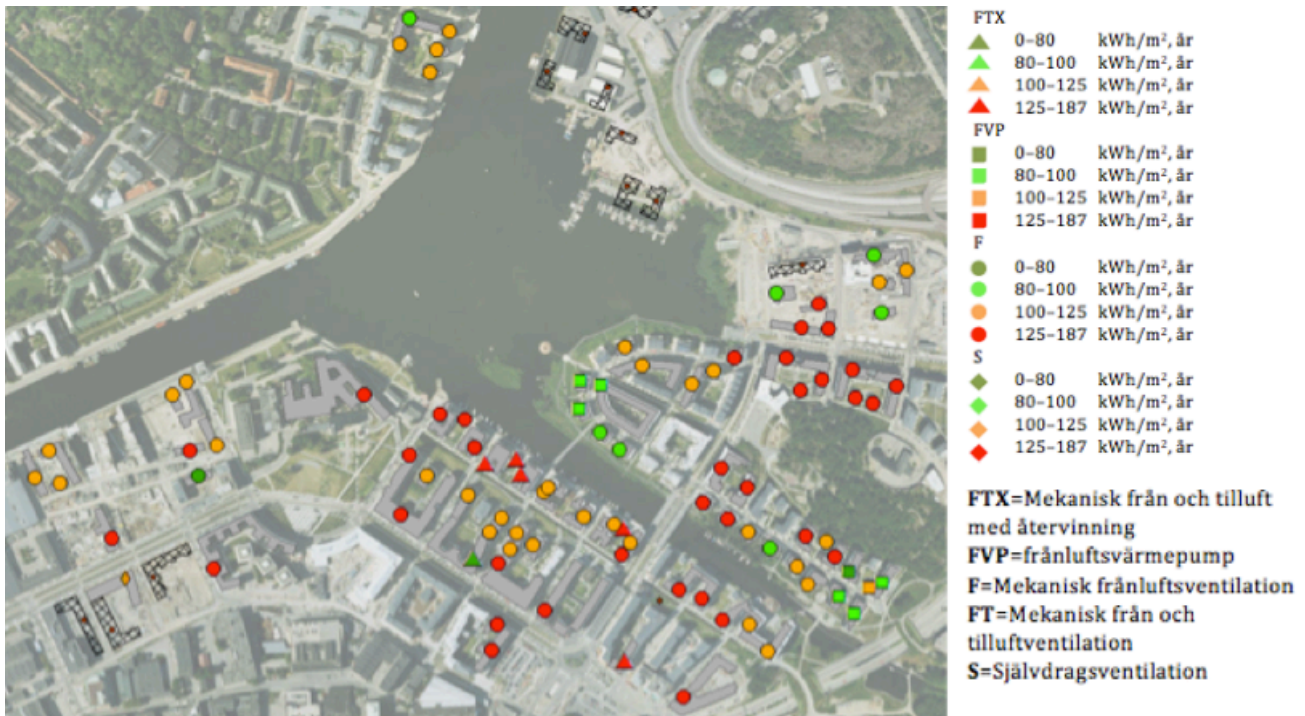 FTX
0–80 kWh/m², år
80–100 kWh/m², år
100–125 kWh/m², år
125–187 kWh/m², år
FVP
0–80 kWh/m², år
80–100 kWh/m², år
100–125 kWh/m², år
125–187 kWh/m², år
F
0–80 kWh/m², år
80–100 kWh/m², år
100–125 kWh/m², år
125–187 kWh/m², år
S
0–80 kWh/m², år
80–100 kWh/m², år
100–125 kWh/m², år
125–187 kWh/m², år
FTX=Mekanisk från och tilluft
med återvinning
FVP=frånluftsvärmepump
F=Mekanisk frånluftsventilation
FT=Mekanisk från och
tilluftventilation
S=Självdragsventilation